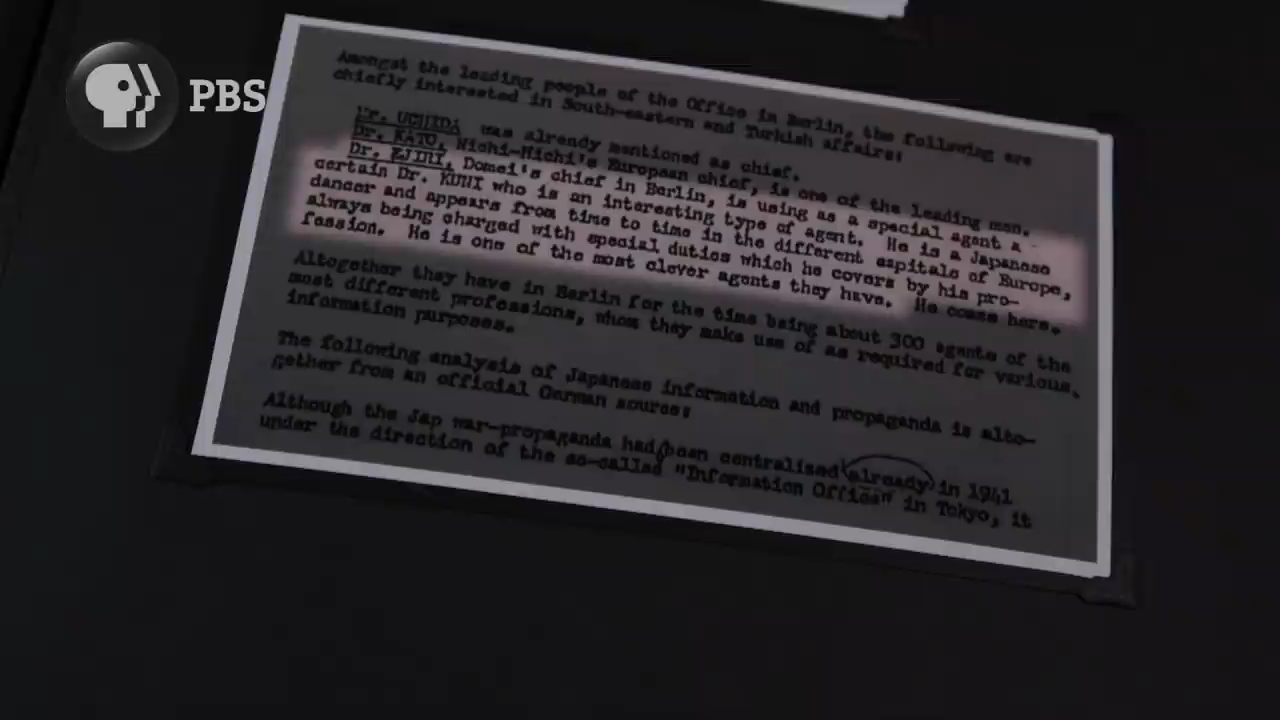 PBS
Amongst the leading people of the Office in Berlin, the following are
chiefly interested in South-eastern and Turkish affairs:
Dr. UCHIDA was already mentioned as chief.
Dr. KATO, Nichi-Nichi's European chief, is one of the leading men.
Dr. EJIRI, Domei's chief in Berlin, is using as a special agent a
certain Dr. KUNI who is an interesting type of agent. He is a Japanese
dancer and appears from time to time in the different capitals of Europe,
always being charged with special duties which he covers by his pro-
fession. He is one of the most clever agents they have. He comes here.
Altogether they have in Berlin for the time being about 300 agents of the
most different professions, whom they make use of as required for various
information purposes.
The following analysis of Japanese information and propaganda is alto-
gether from an official German source:
Although the Jap war-propaganda had been centralised already in 1941
under the direction of the so-called "Information Office" in Tokyo, it